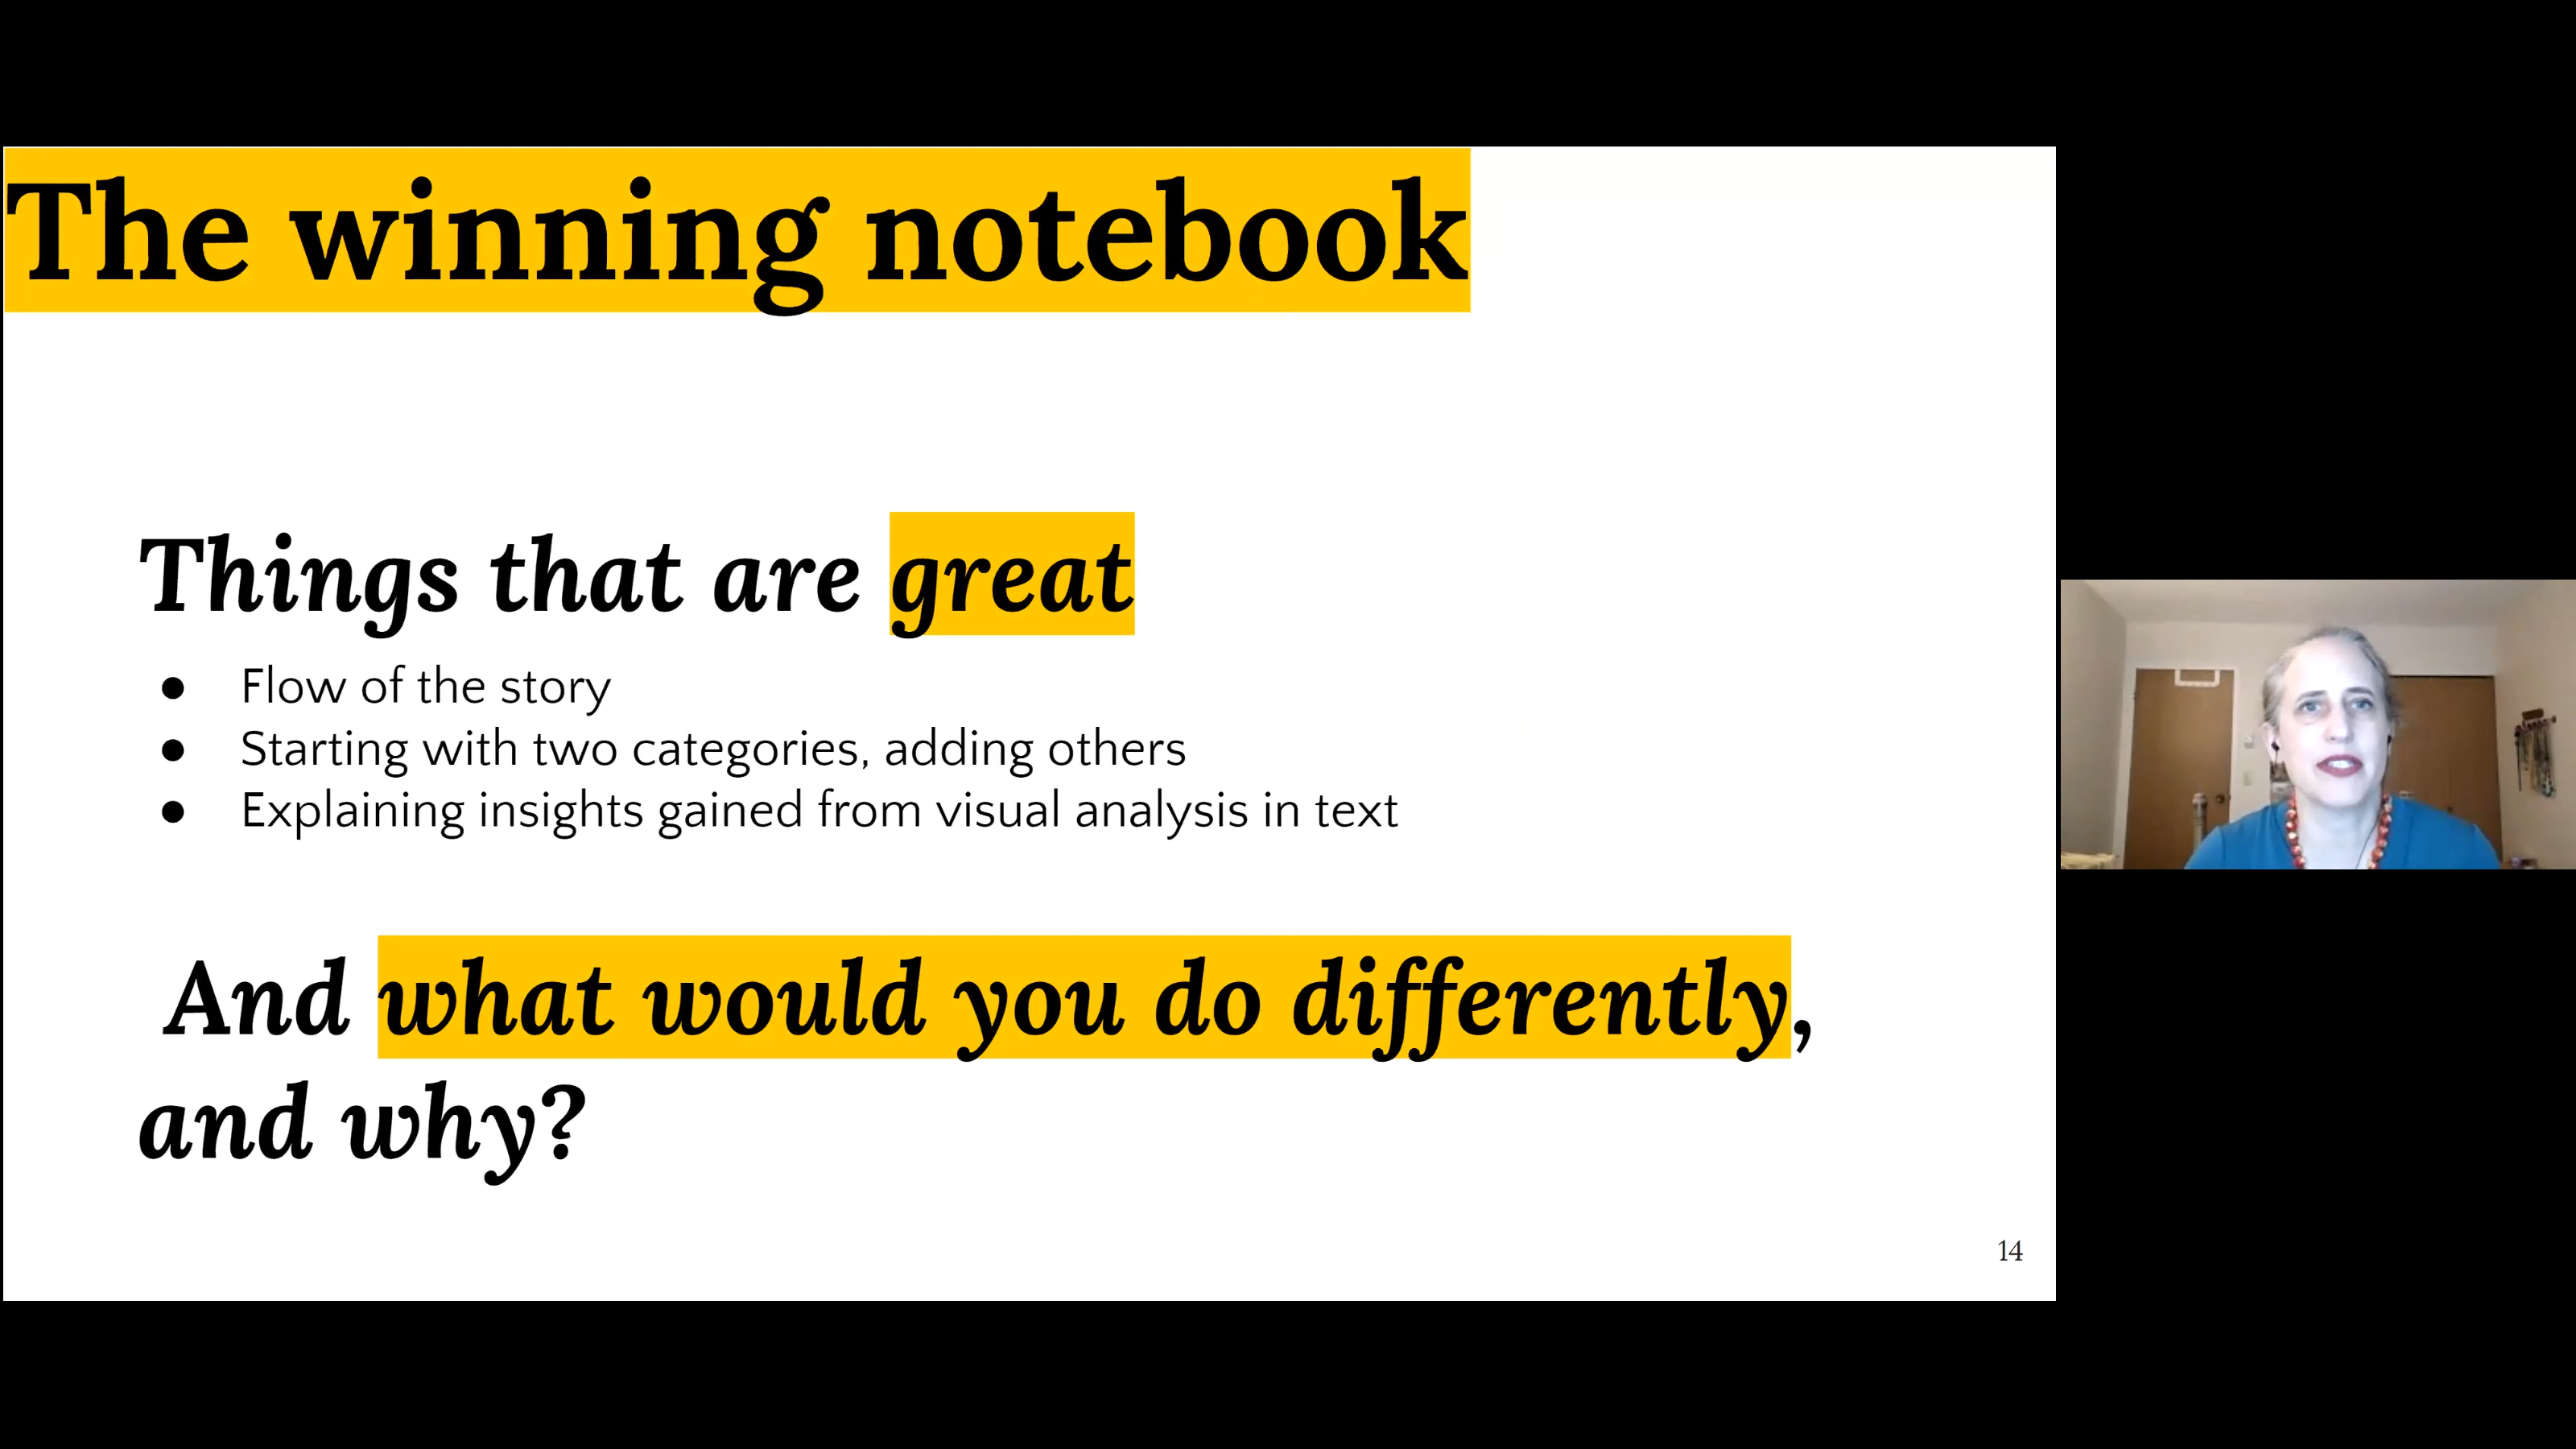 The winning notebook
Things that are great
● Flow of the story
● Starting with two categories, adding others
● Explaining insights gained from visual analysis in text
And what would you do differently,
and why?
14